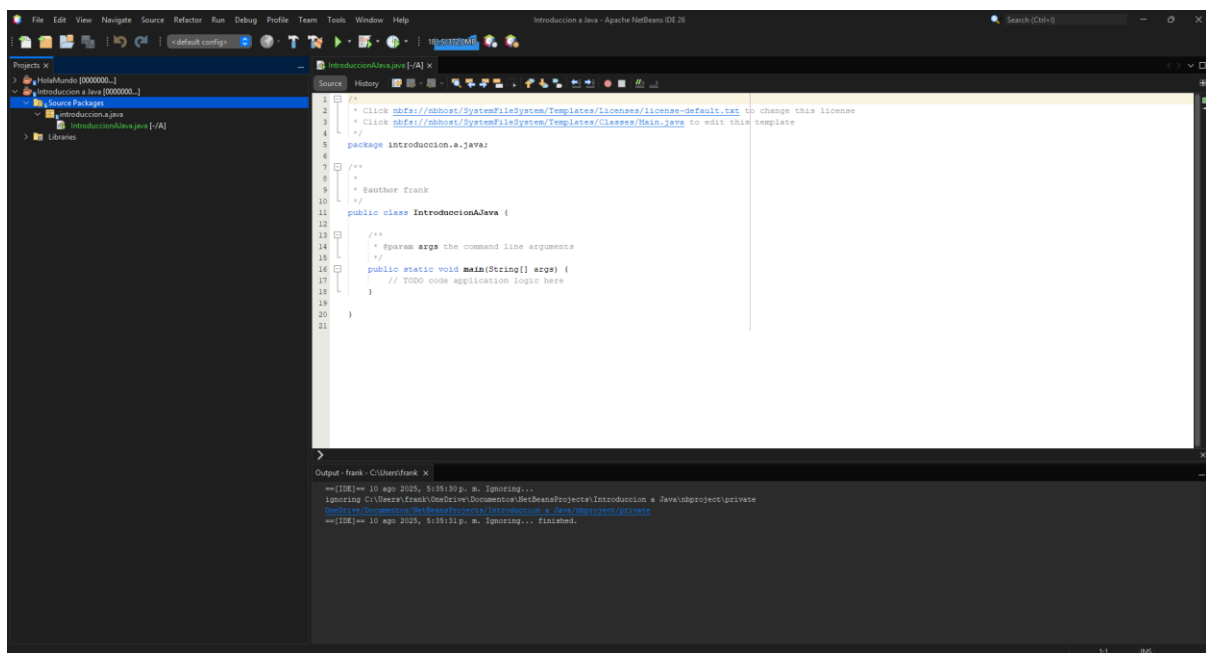 File Edit View Navigate Source Refactor Run Debug Profile Team Tools Window Help
Introduccion a Java - Apache NetBeans IDE 26
Search (Ctrl+I)
<default config>
Projects
HolaMundo [0000000...]
Introduccion a Java [0000000...]
Source Packages
introduccion.a.java
IntroduccionAJava.java [-/A]
Libraries
IntroduccionAJava.java [-/A]
Source History
1 /*
2 * Click nbfs://nbhost/SystemFileSystem/Templates/Licenses/license-default.txt to change this license
3 * Click nbfs://nbhost/SystemFileSystem/Templates/Classes/Main.java to edit this template
4 */
5 package introduccion.a.java;
6
7 /**
8 *
9 * @author frank
10 */
11 public class IntroduccionAJava {
12
13 /**
14 * @param args the command line arguments
15 */
16 public static void main(String[] args) {
17 // TODO code application logic here
18 }
19
20 }
21
Output - frank - C:\Users\frank
==[IDE]== 10 ago 2025, 5:35:30 p. m. Ignoring...
ignoring C:\Users\frank\OneDrive\Documentos\NetBeansProjects\Introduccion a Java\nbproject\private
OneDrive/Documentos/NetBeansProjects/Introduccion a Java/nbproject/private
==[IDE]== 10 ago 2025, 5:35:31 p. m. Ignoring... finished.
1:1 INS